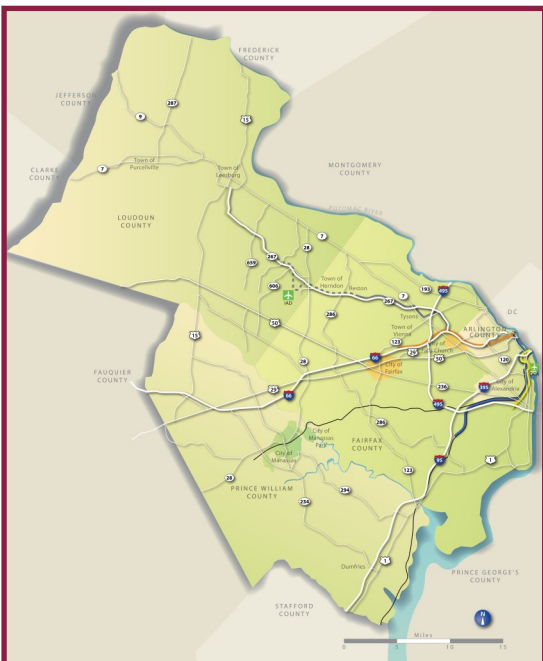 FREDERICK
COUNTY
JEFFERSON
COUNTY
287
9
15
Town of
Purcellville
Town of
Leesburg
7
CLARKE
COUNTY
MONTGOMERY
COUNTY
LOUDOUN
COUNTY
POTOMAC RIVER
7
28
659
267
Town of
Herndon
Reston
193
495
606
IAD
267
7
DC
286
Tysons
50
Town of
Vienna
ARLINGTON
COUNTY
15
123
City of
Falls Church
29
50
120
28
66
City of
Fairfax
FAUQUIER
COUNTY
29
66
236
395
City of
Alexandria
495
286
City of
Manassas
Park
FAIRFAX
COUNTY
City of
Manassas
95
1
28
123
PRINCE WILLIAM
COUNTY
294
234
Dumfries
1
PRINCE GEORGE'S
COUNTY
STAFFORD
COUNTY
N
Miles
0 5 10 15